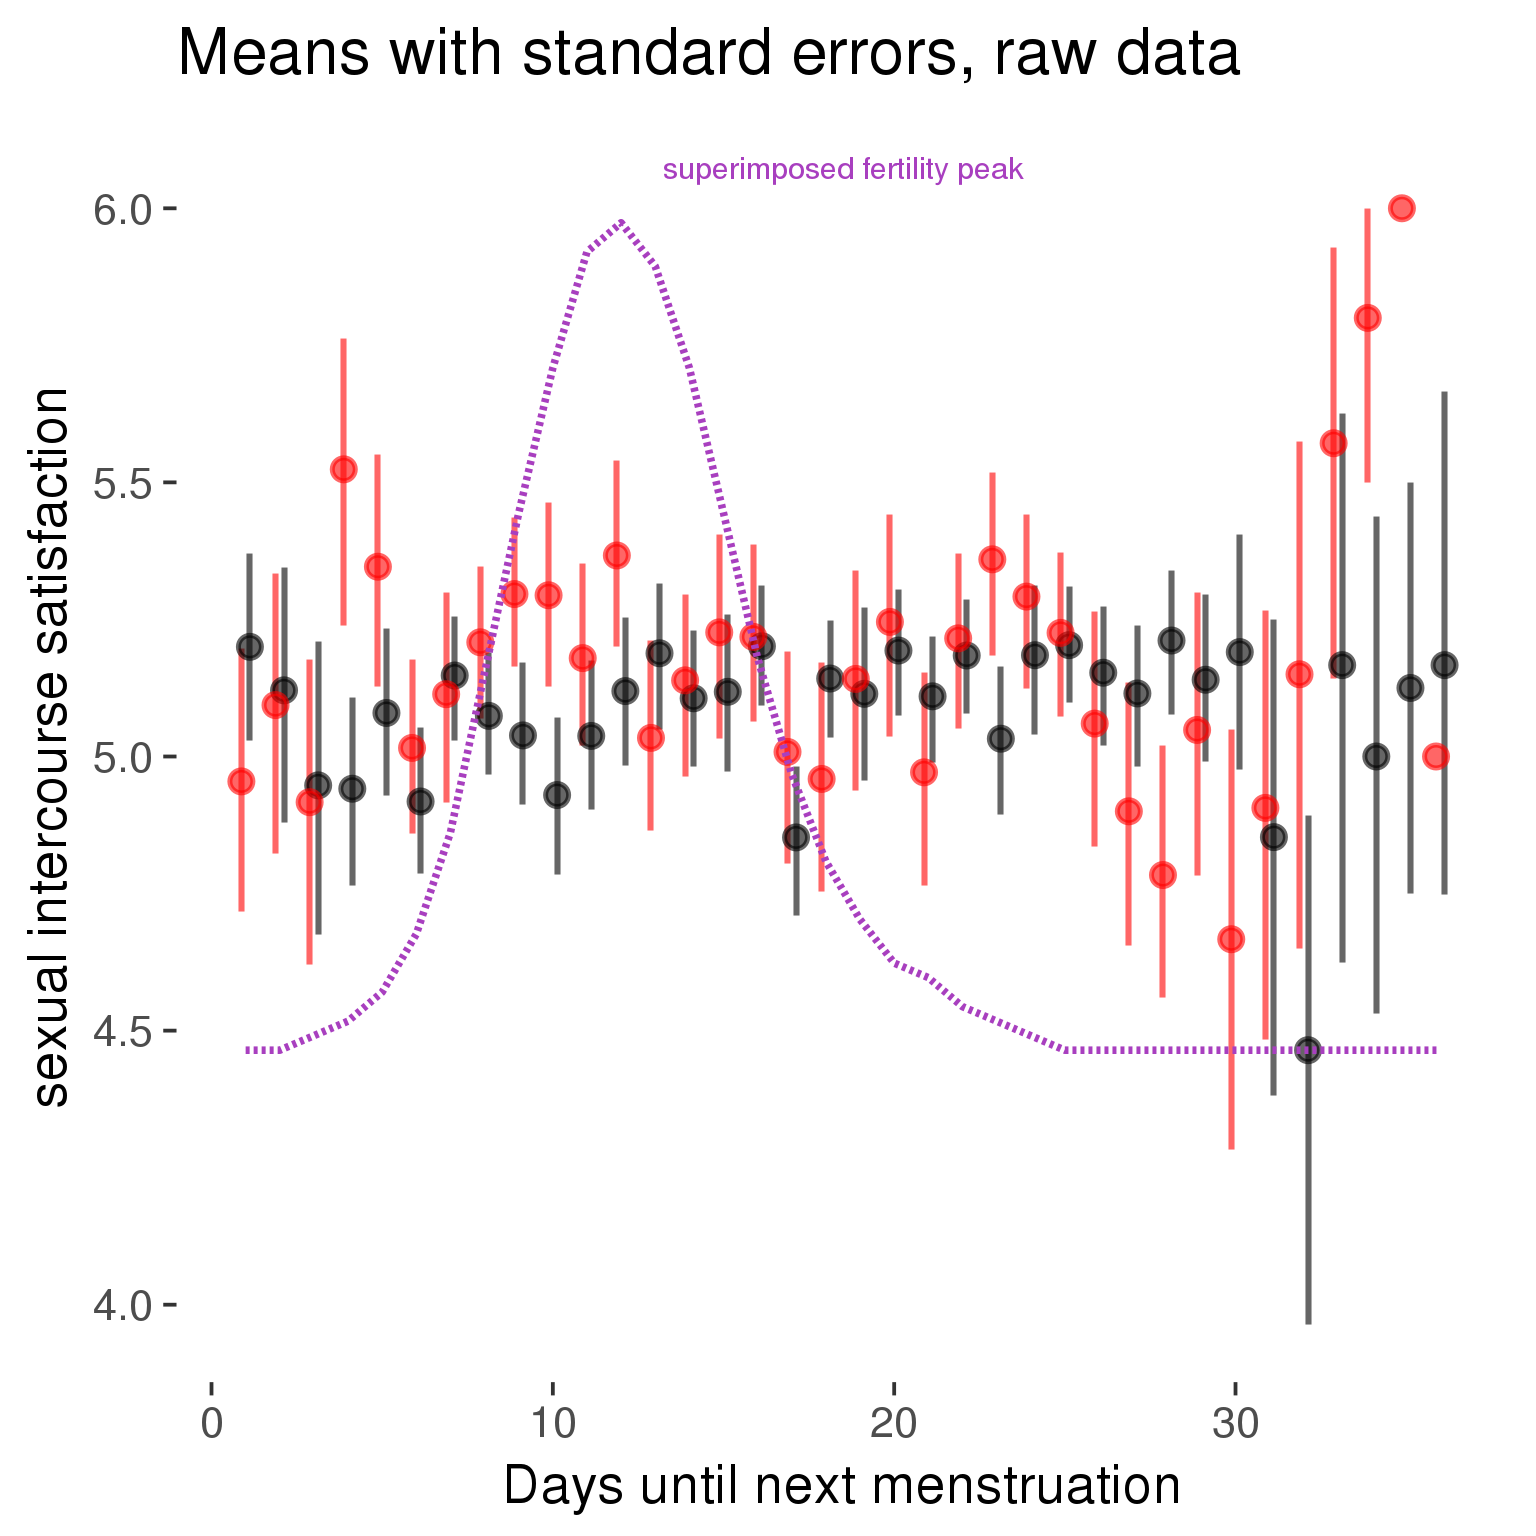 Means with standard errors, raw data
superimposed fertility peak
6.0
5.5
5.0
4.5
4.0
sexual intercourse satisfaction
0
10
20
30
Days until next menstruation